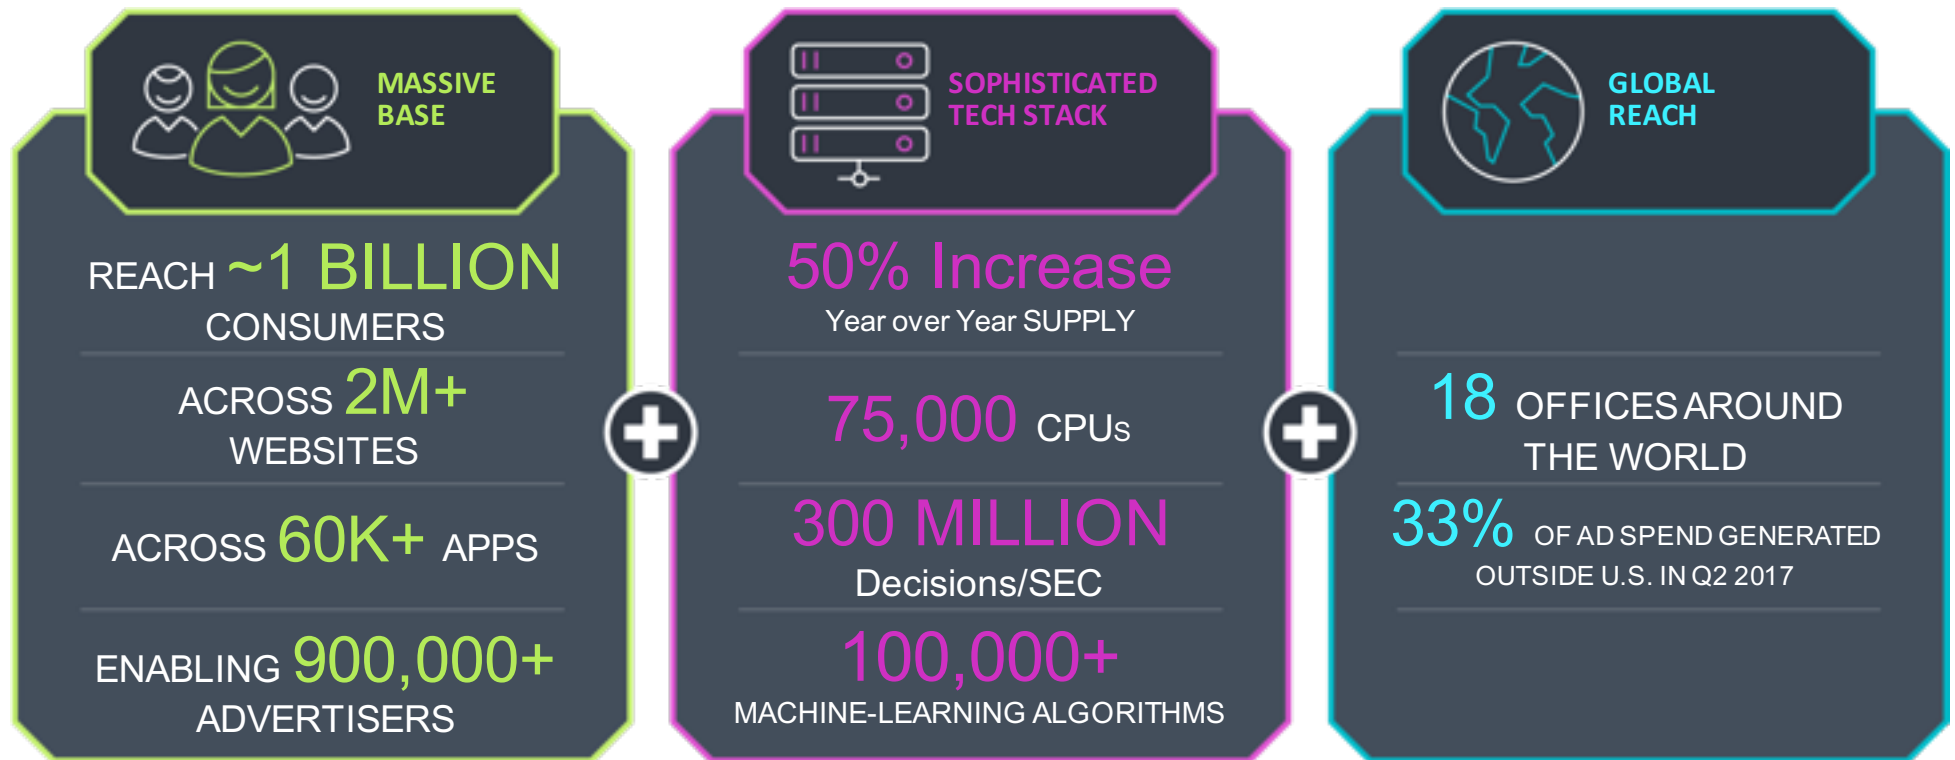 MASSIVE
BASE
REACH ~1 BILLION
CONSUMERS
ACROSS 2M+
WEBSITES
ACROSS 60K+ APPS
ENABLING 900,000+
ADVERTISERS
SOPHISTICATED
TECH STACK
50% Increase
Year over Year SUPPLY
75,000 CPUs
300 MILLION
Decisions/SEC
100,000+
MACHINE-LEARNING ALGORITHMS
GLOBAL
REACH
18 OFFICES AROUND
THE WORLD
33% OF AD SPEND GENERATED
OUTSIDE U.S. IN Q2 2017